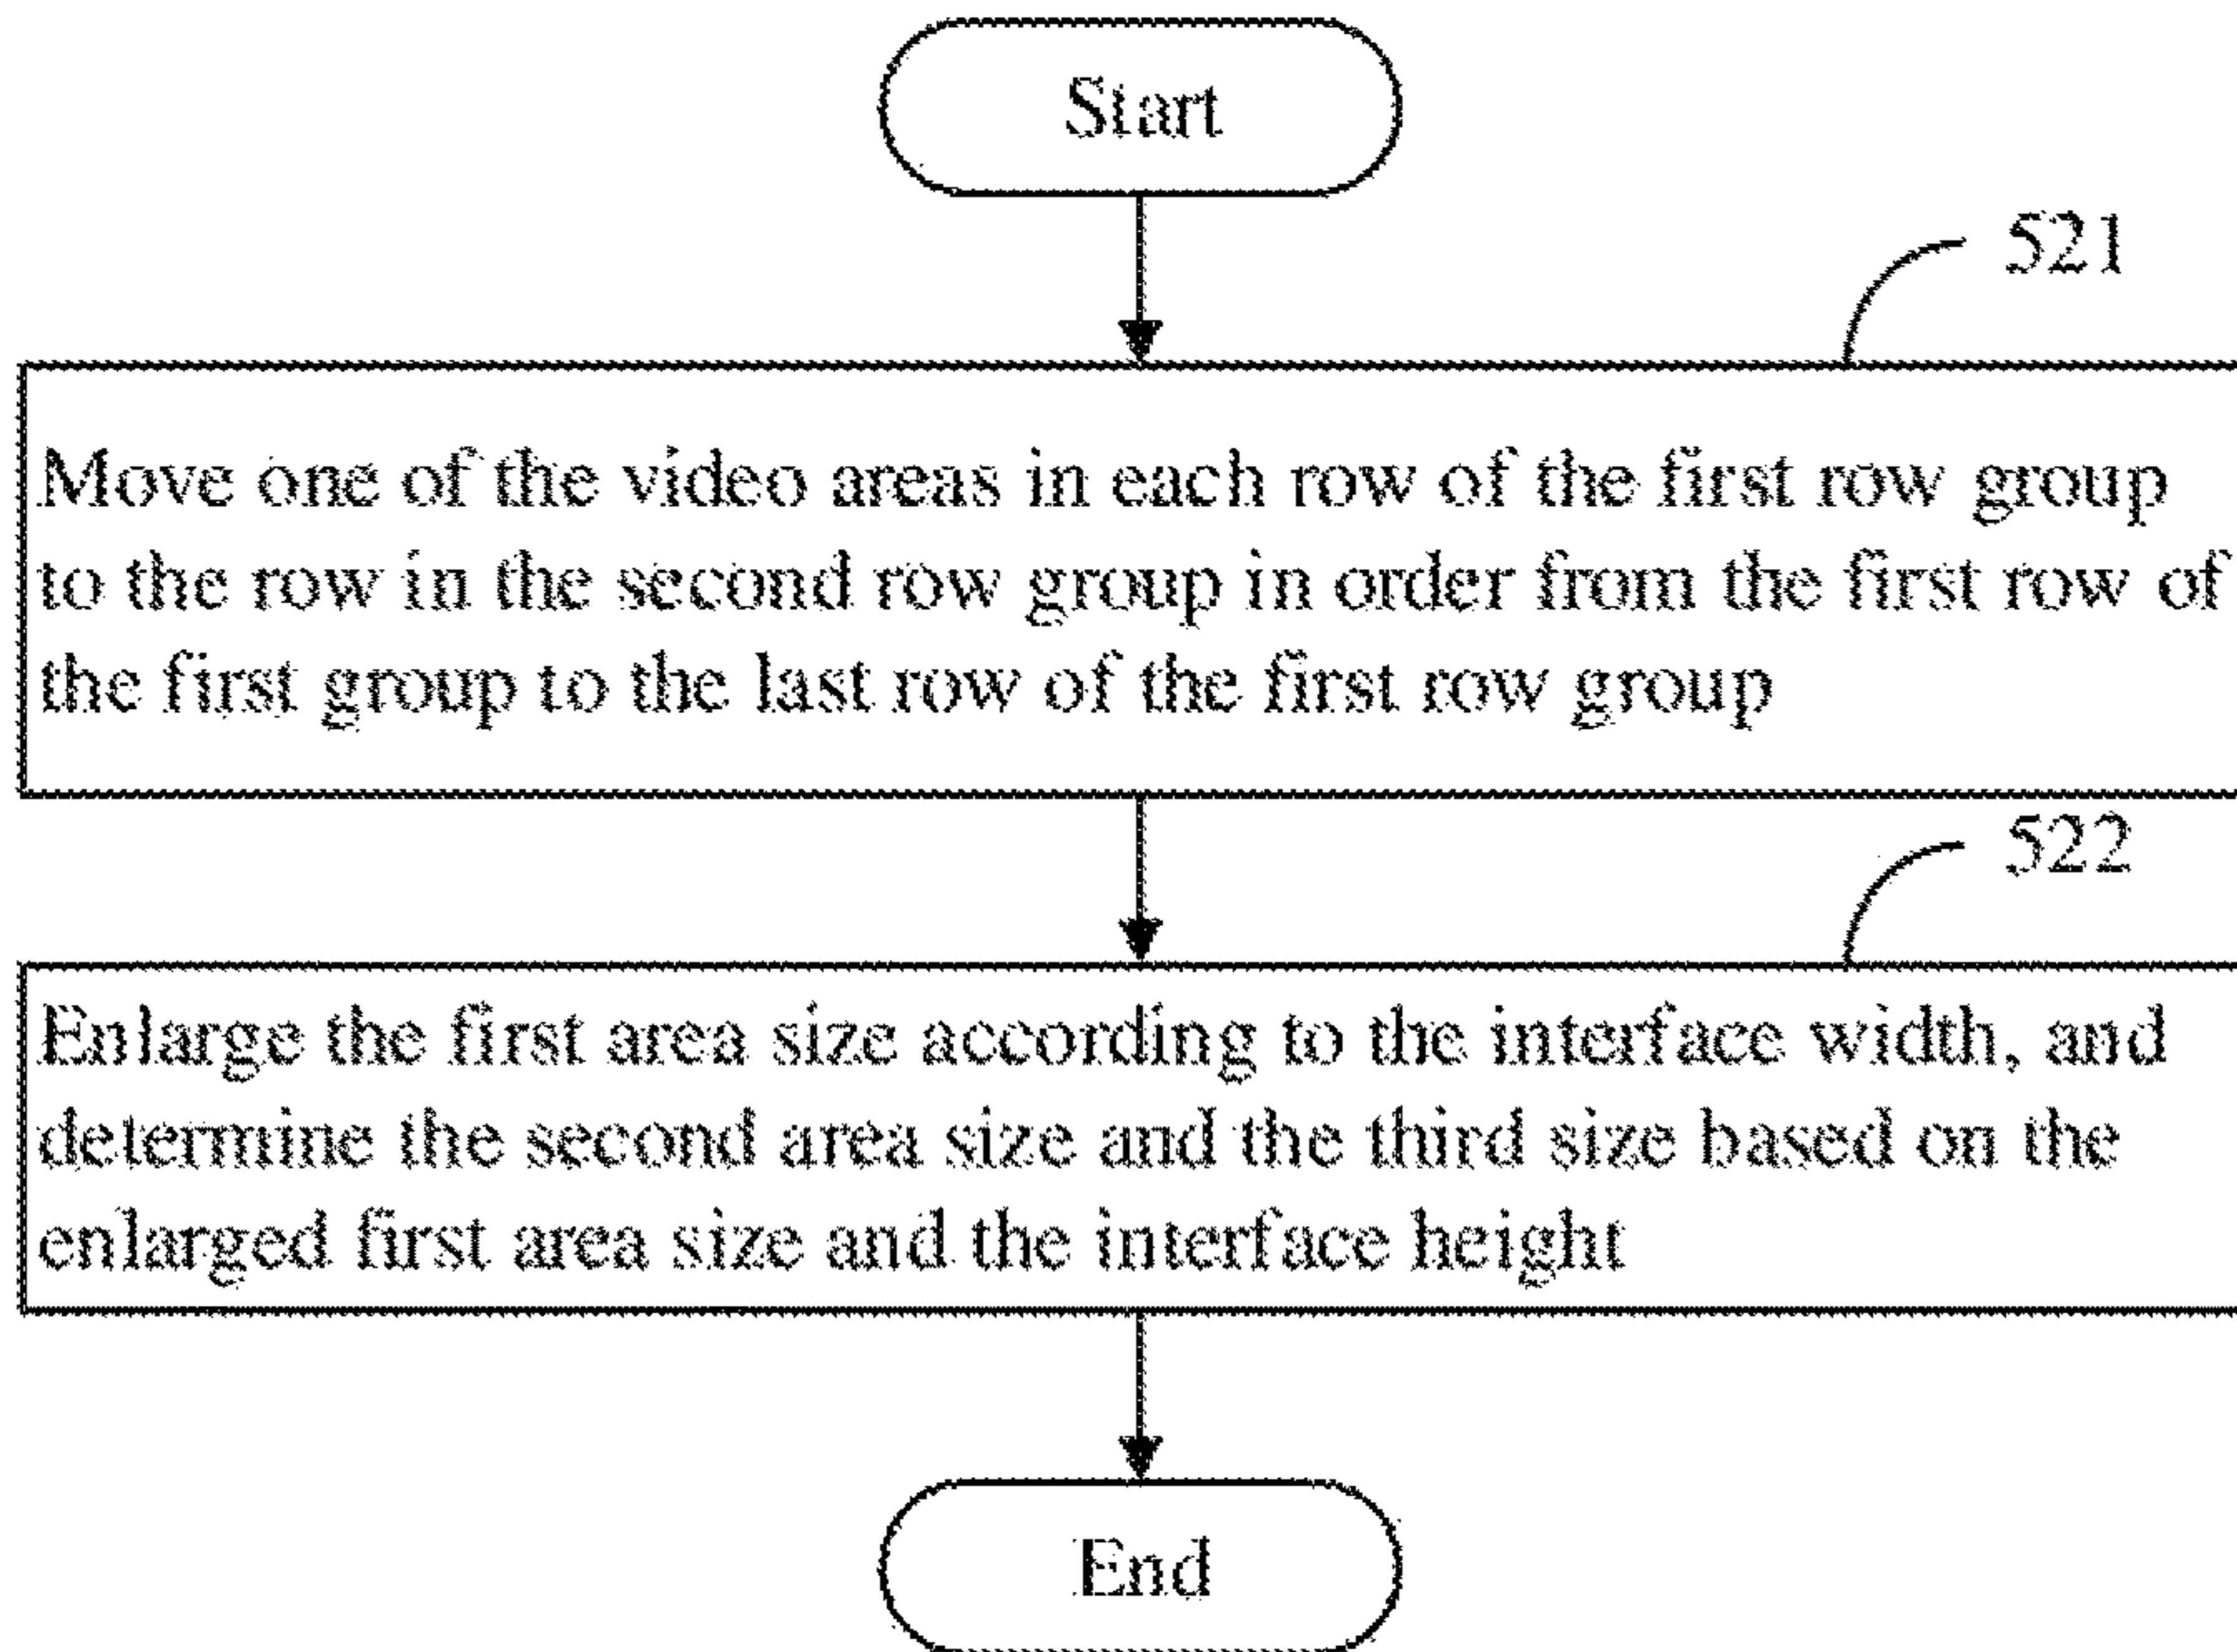 Start
521
Move one of the video areas in each row of the first row group
to the row in the second row group in order from the first row of
the first group to the last row of the first row group
522
Enlarge the first area size according to the interface width, and
determine the second area size and the third size based on the
enlarged first area size and the interface height
End